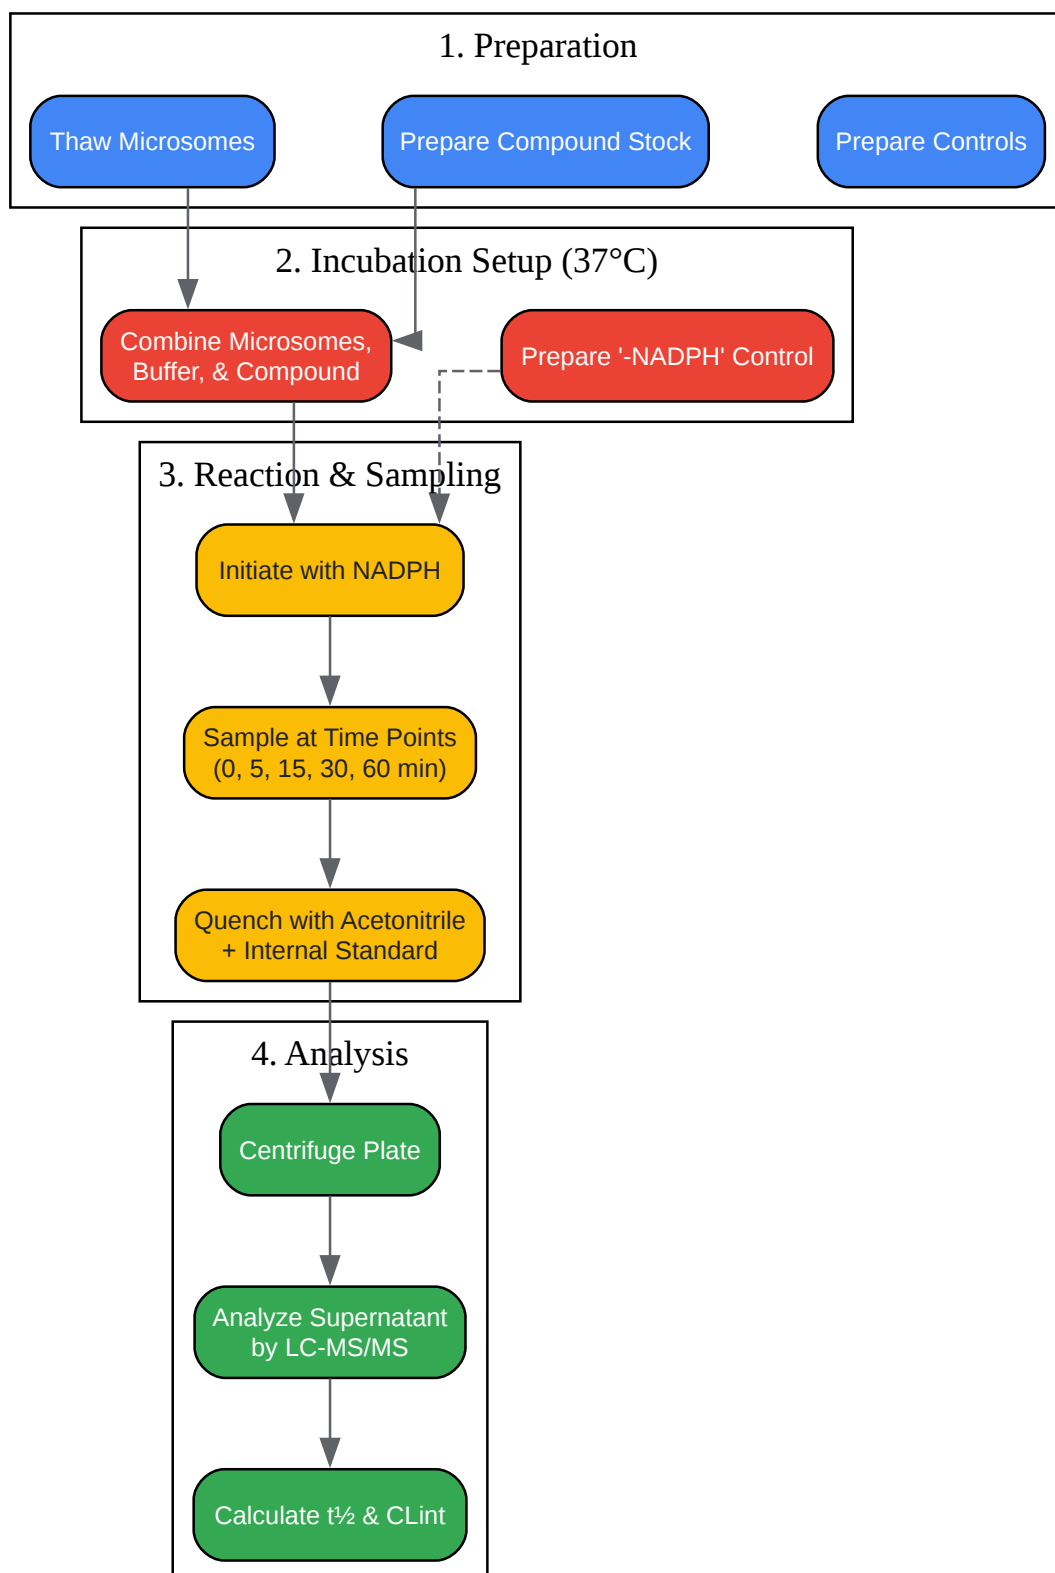 1. Preparation
Thaw Microsomes
Prepare Compound Stock
Prepare Controls
2. Incubation Setup (37°C)
Combine Microsomes,
Buffer, & Compound
Prepare '-NADPH' Control
3. Reaction & Sampling
Initiate with NADPH
Sample at Time Points
(0, 5, 15, 30, 60 min)
Quench with Acetonitrile
+ Internal Standard
4. Analysis
Centrifuge Plate
Analyze Supernatant
by LC-MS/MS
Calculate t½ & CLint